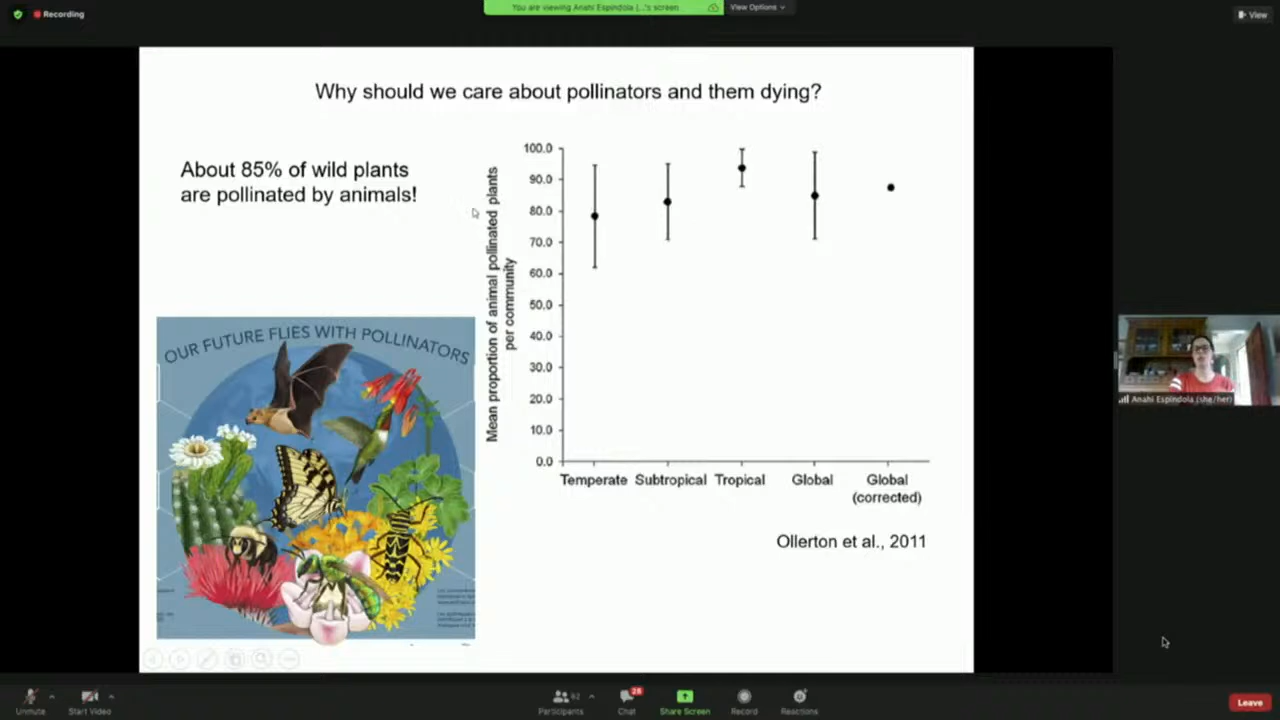 Recording
You are viewing Anahi Espindola (...'s screen
View Options
View
Why should we care about pollinators and them dying?
About 85% of wild plants
are pollinated by animals!
OUR FUTURE FLIES WITH POLLINATORS
Mean proportion of animal pollinated plants
per community
100.0
90.0
80.0
70.0
60.0
50.0
40.0
30.0
20.0
10.0
0.0
Temperate Subtropical Tropical Global Global
(corrected)
Ollerton et al., 2011
Anahi Espindola (she/her)
Unmute
Start Video
Participants
62
Chat
Share Screen
Record
Reactions
Leave